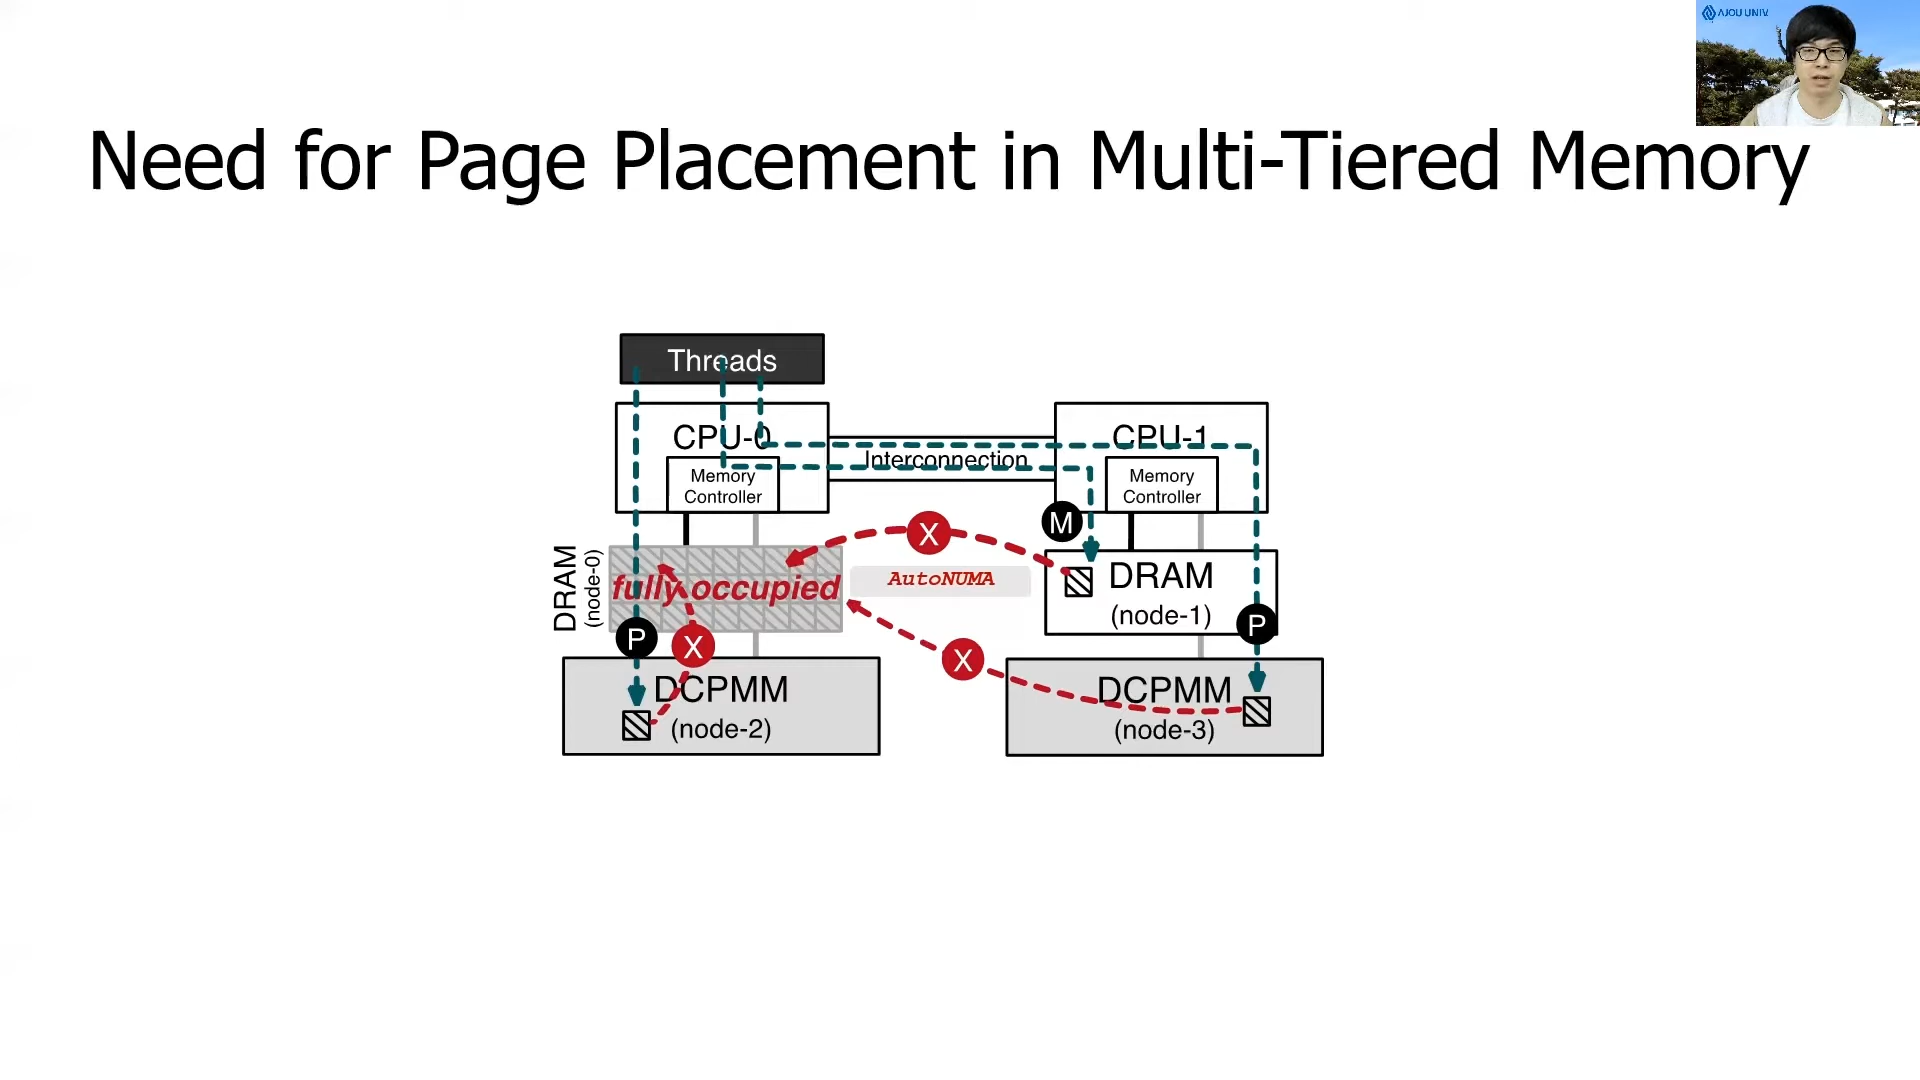 AJOU UNIV.
Need for Page Placement in Multi-Tiered Memory
Threads
CPU-0
CPU-1
Interconnection
Memory
Controller
Memory
Controller
M
X
DRAM
(node-0)
fully occupied
AutoNUMA
DRAM
(node-1)
P
X
X
P
DCPMM
(node-2)
DCPMM
(node-3)